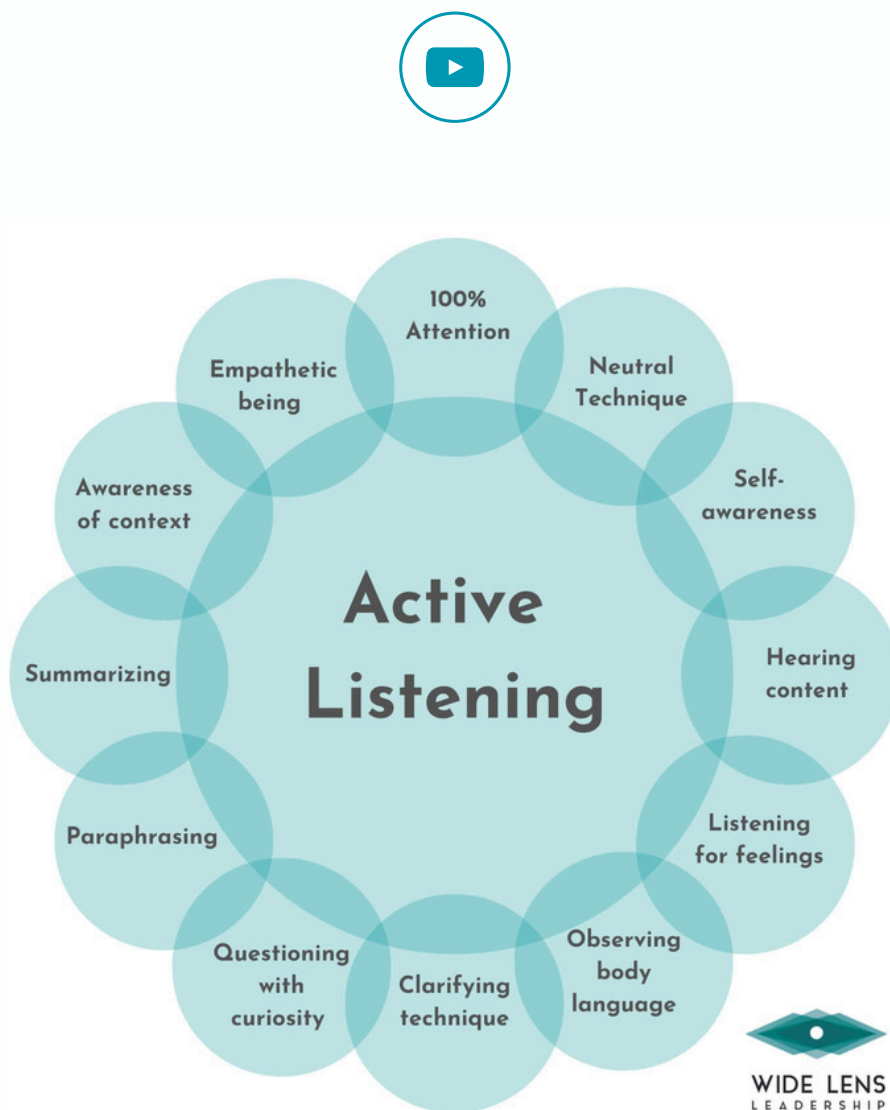 100%
Attention
Neutral
Technique
Self-
awareness
Hearing
content
Listening
for feelings
Observing
body
language
Clarifying
technique
Questioning
with
curiosity
Paraphrasing
Summarizing
Awareness
of context
Empathetic
being
Active
Listening
WIDE LENS
LEADERSHIP